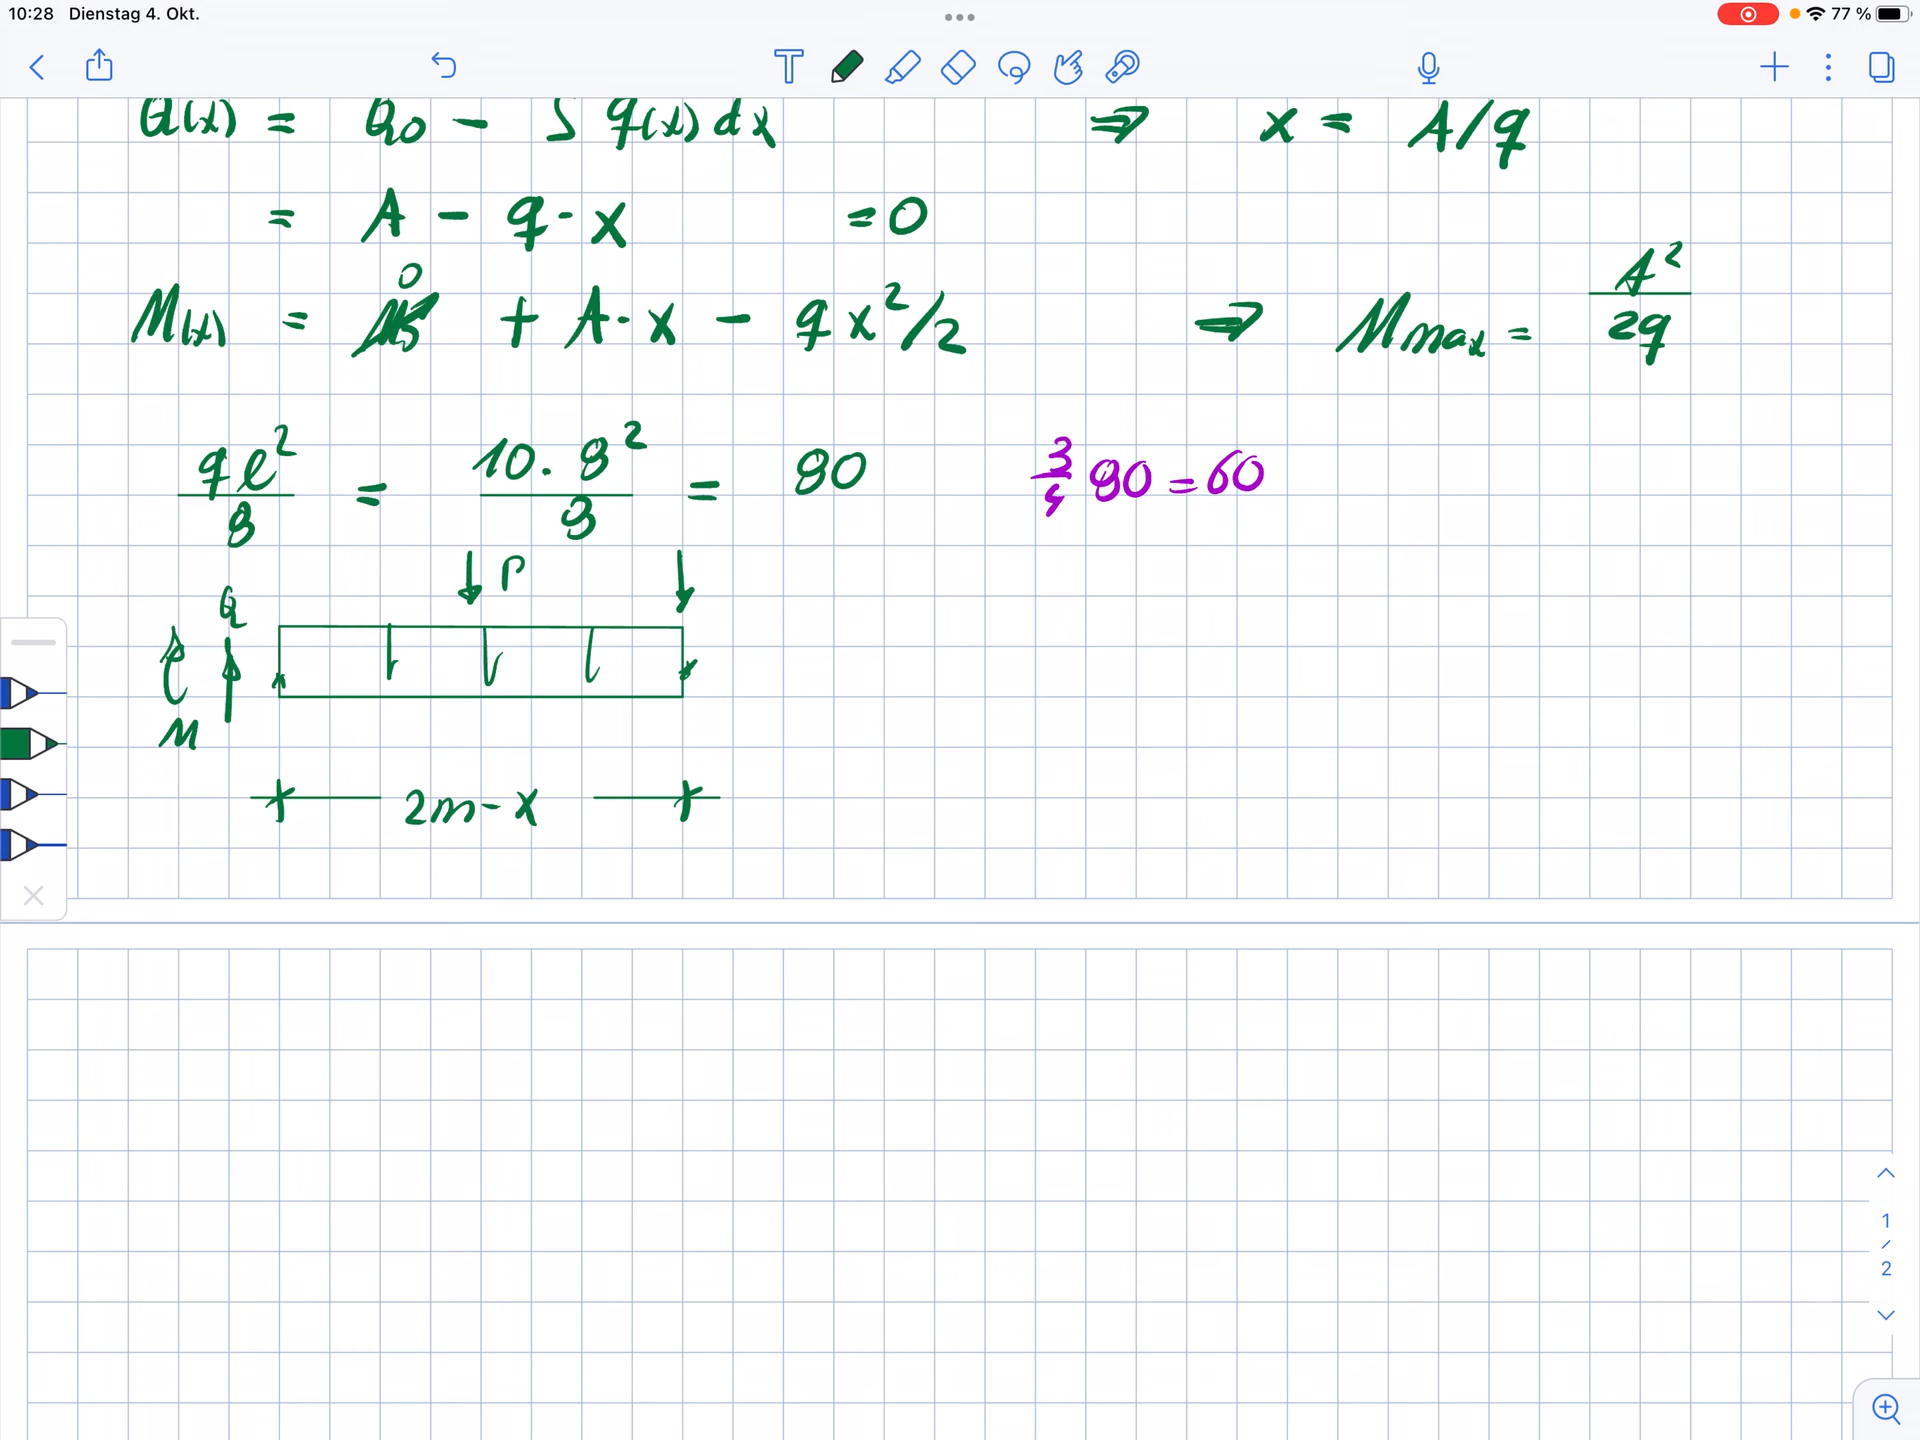 10:28 Dienstag 4. Okt. 77 %
Q(x) = Q0 - ∫ q(x) dx ⇒ x = A/q
= A - q · x = 0
0
M(x) = M0 + A · x - q x²/2 ⇒ Mmax = A²/2q
qℓ²/8 = 10 · 8²/8 = 80 3/4 80 = 60
P
Q
M
2m - x
1
/
2